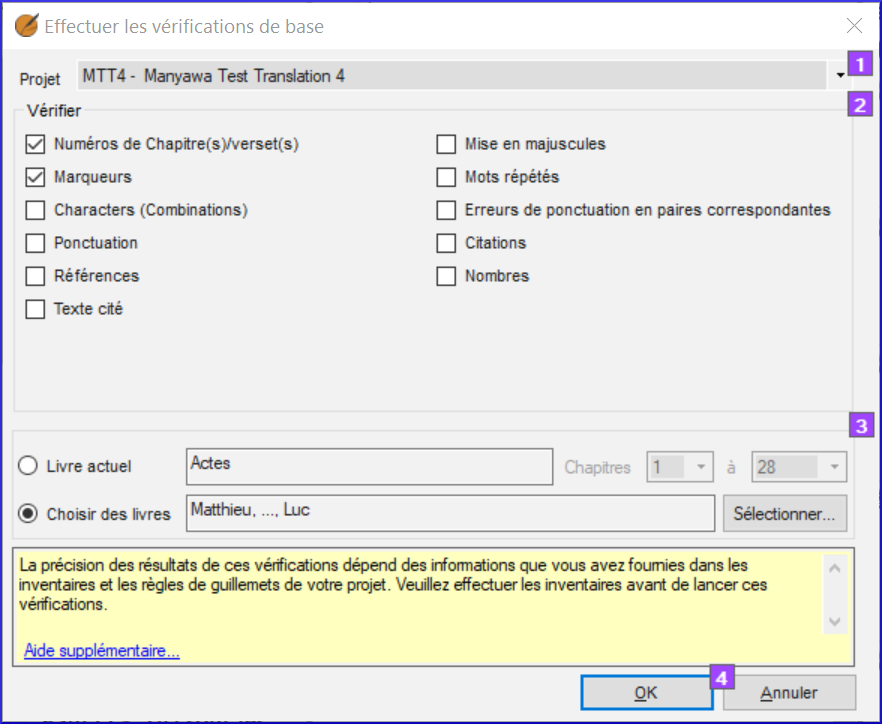 Effectuer les vérifications de base
Projet MTT4 - Manyawa Test Translation 4 1
Vérifier 2
Numéros de Chapitre(s)/verset(s) Mise en majuscules
Marqueurs Mots répétés
Characters (Combinations) Erreurs de ponctuation en paires correspondantes
Ponctuation Citations
Références Nombres
Texte cité
3
Livre actuel Actes Chapitres 1 à 28
Choisir des livres Matthieu, ..., Luc Sélectionner...
La précision des résultats de ces vérifications dépend des informations que vous avez fournies dans les
inventaires et les règles de guillemets de votre projet. Veuillez effectuer les inventaires avant de lancer ces
vérifications.
Aide supplémentaire...
OK 4 Annuler